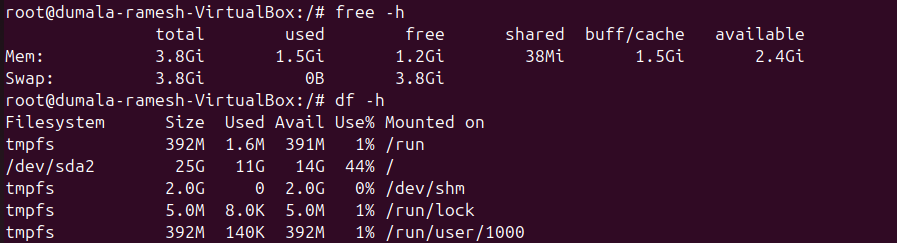 root@dumala-ramesh-VirtualBox:/# free -h
               total        used        free      shared  buff/cache   available
Mem:           3.8Gi       1.5Gi       1.2Gi        38Mi       1.5Gi       2.4Gi
Swap:          3.8Gi          0B       3.8Gi
root@dumala-ramesh-VirtualBox:/# df -h
Filesystem      Size  Used Avail Use% Mounted on
tmpfs           392M  1.6M  391M   1% /run
/dev/sda2        25G   11G   14G  44% /
tmpfs           2.0G     0  2.0G   0% /dev/shm
tmpfs           5.0M  8.0K  5.0M   1% /run/lock
tmpfs           392M  140K  392M   1% /run/user/1000